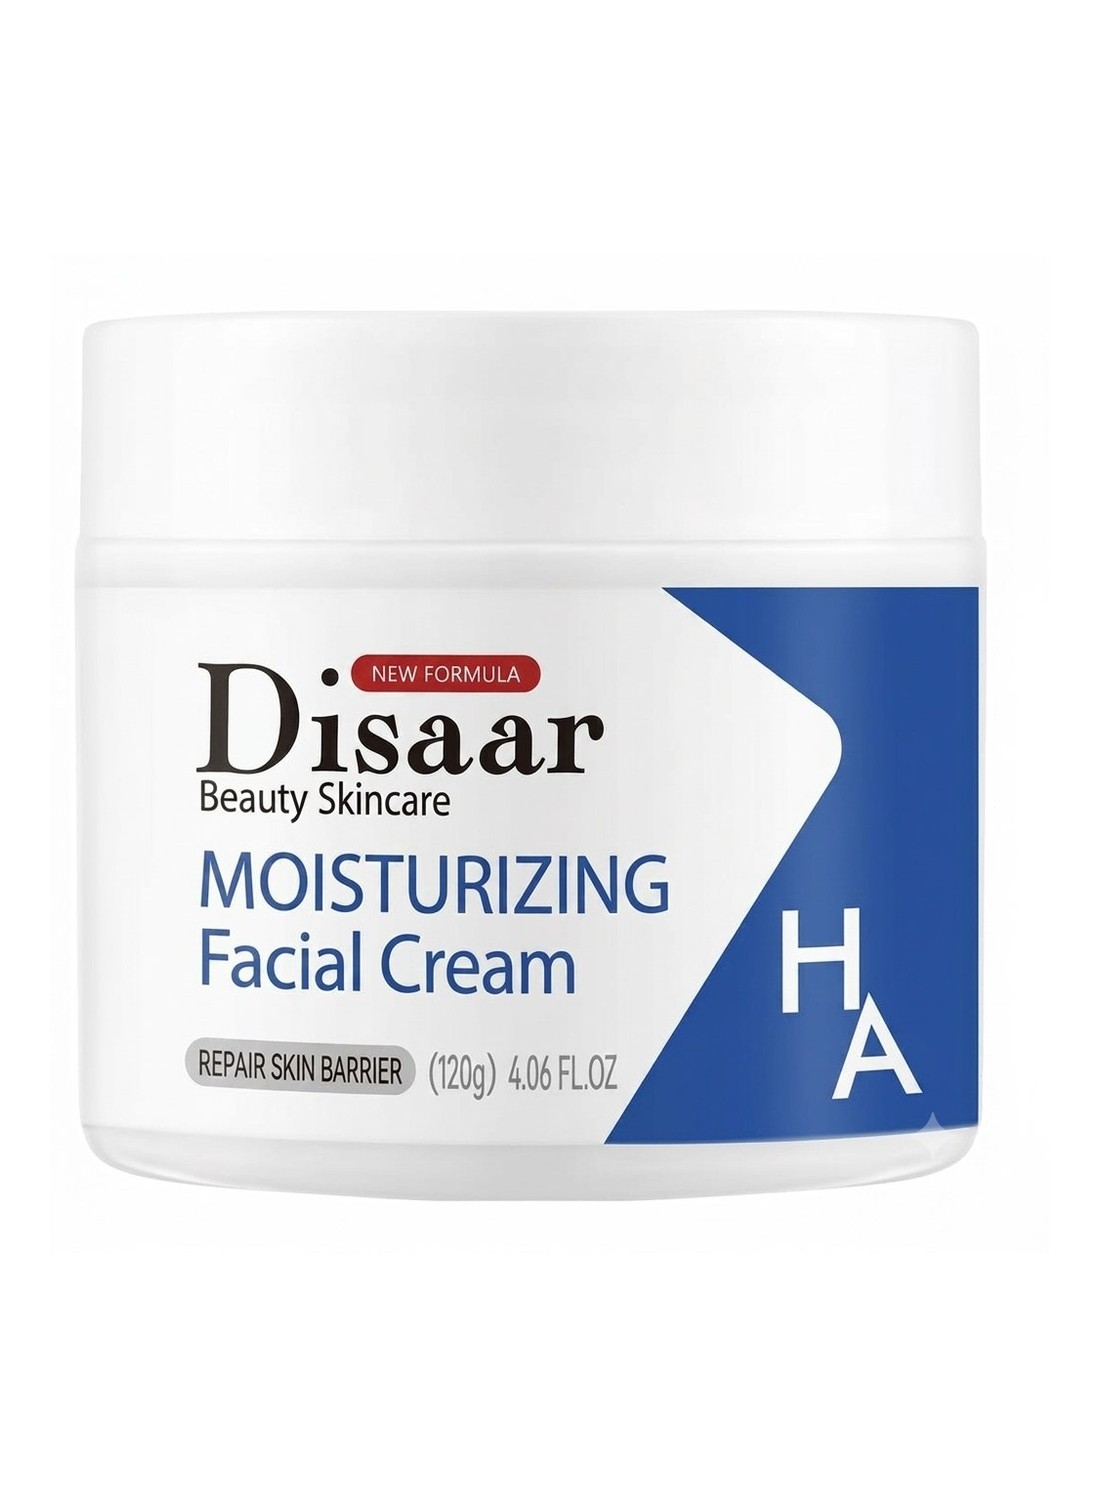 NEW FORMULA
Disaar
Beauty Skincare
MOISTURIZING
Facial Cream
REPAIR SKIN BARRIER (120g) 4.06 FL.OZ
H
A